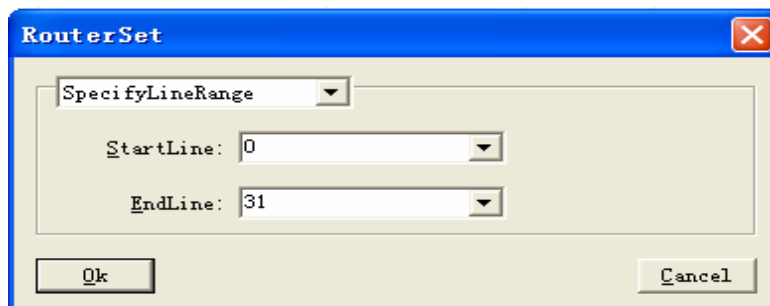 RouterSet
SpecifyLineRange
StartLine: 0
EndLine: 31
Ok Cancel